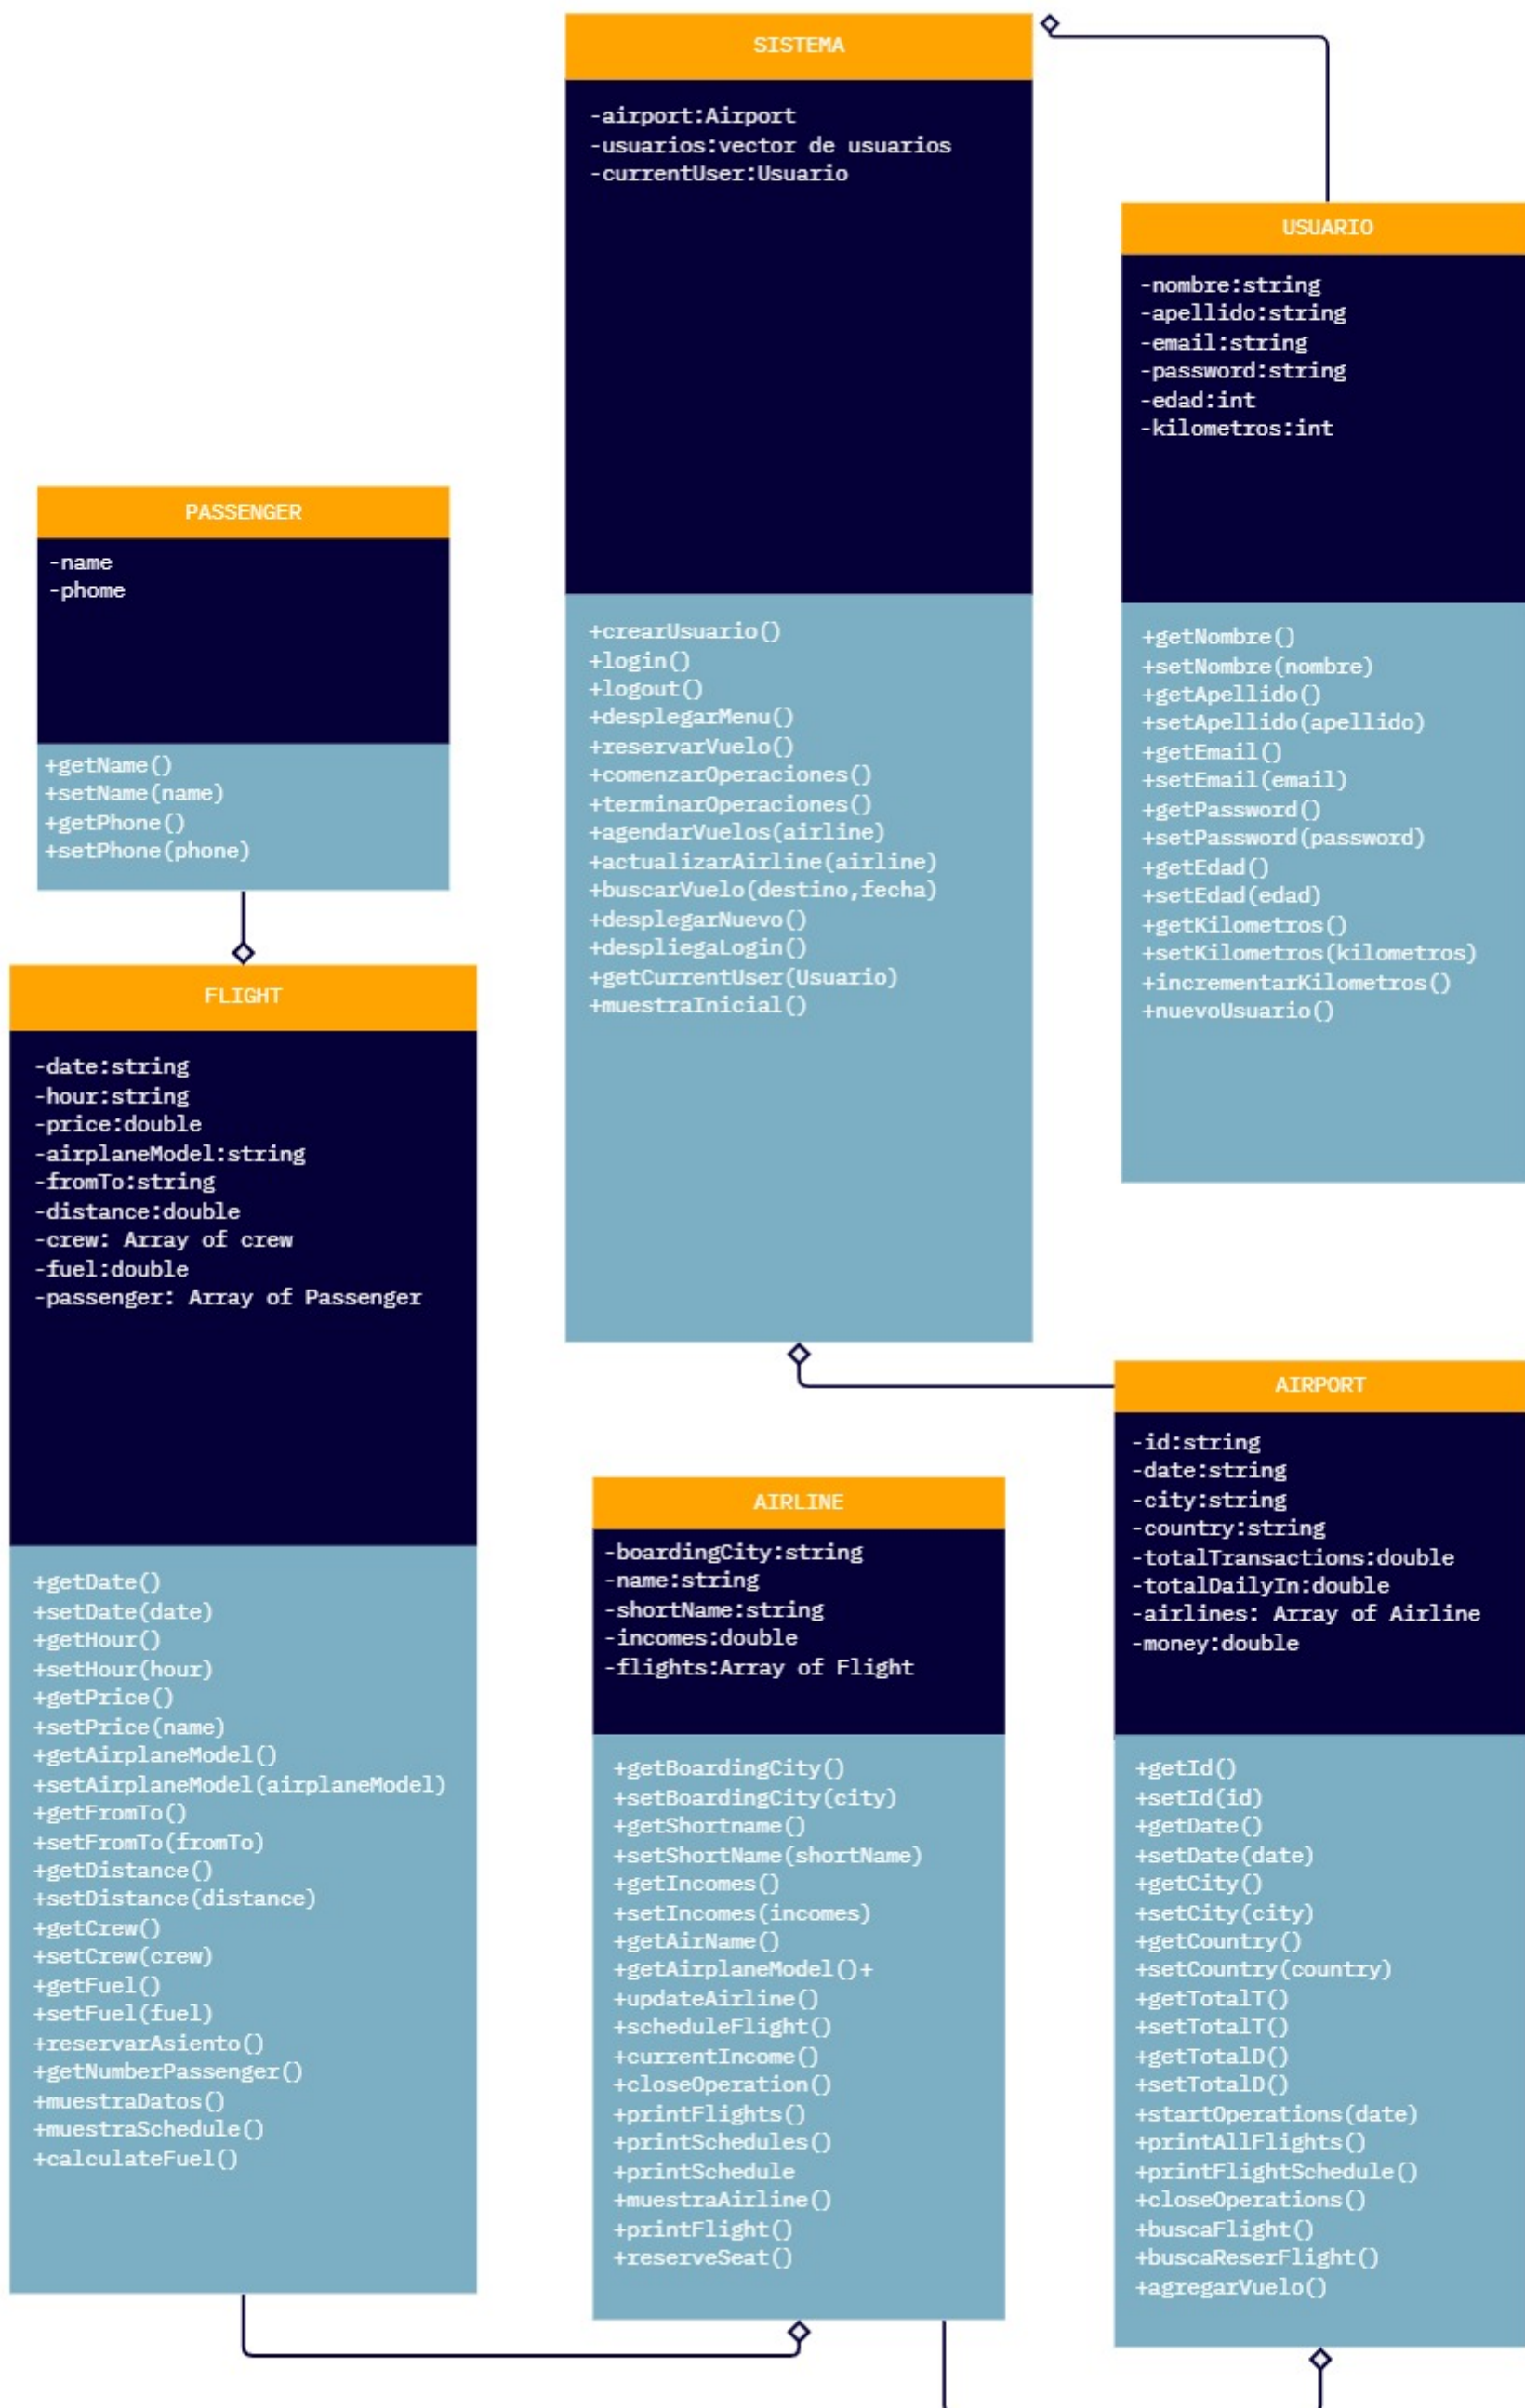 SISTEMA
-airport:Airport
-usuarios:vector de usuarios
-currentUser:Usuario
+crearUsuario()
+login()
+logout()
+desplegarMenu()
+reservarVuelo()
+comenzarOperaciones()
+terminarOperaciones()
+agendarVuelos(airline)
+actualizarAirline(airline)
+buscarVuelo(destino,fecha)
+desplegarNuevo()
+despliegaLogin()
+getCurrentUser(Usuario)
+muestraInicial()
USUARIO
-nombre:string
-apellido:string
-email:string
-password:string
-edad:int
-kilometros:int
+getNombre()
+setNombre(nombre)
+getApellido()
+setApellido(apellido)
+getEmail()
+setEmail(email)
+getPassword()
+setPassword(password)
+getEdad()
+setEdad(edad)
+getKilometros()
+setKilometros(kilometros)
+incrementarKilometros()
+nuevoUsuario()
PASSENGER
-name
-phome
+getName()
+setName(name)
+getPhone()
+setPhone(phone)
FLIGHT
-date:string
-hour:string
-price:double
-airplaneModel:string
-fromTo:string
-distance:double
-crew: Array of crew
-fuel:double
-passenger: Array of Passenger
+getDate()
+setDate(date)
+getHour()
+setHour(hour)
+getPrice()
+setPrice(name)
+getAirplaneModel()
+setAirplaneModel(airplaneModel)
+getFromTo()
+setFromTo(fromTo)
+getDistance()
+setDistance(distance)
+getCrew()
+setCrew(crew)
+getFuel()
+setFuel(fuel)
+reservarAsiento()
+getNumberPassenger()
+muestraDatos()
+muestraSchedule()
+calculateFuel()
AIRLINE
-boardingCity:string
-name:string
-shortName:string
-incomes:double
-flights:Array of Flight
+getBoardingCity()
+setBoardingCity(city)
+getShortname()
+setShortName(shortName)
+getIncomes()
+setIncomes(incomes)
+getAirName()
+getAirplaneModel()+
+updateAirline()
+scheduleFlight()
+currentIncome()
+closeOperation()
+printFlights()
+printSchedules()
+printSchedule
+muestraAirline()
+printFlight()
+reserveSeat()
AIRPORT
-id:string
-date:string
-city:string
-country:string
-totalTransactions:double
-totalDailyIn:double
-airlines: Array of Airline
-money:double
+getId()
+setId(id)
+getDate()
+setDate(date)
+getCity()
+setCity(city)
+getCountry()
+setCountry(country)
+getTotalT()
+setTotalT()
+getTotalD()
+setTotalD()
+startOperations(date)
+printAllFlights()
+printFlightSchedule()
+closeOperations()
+buscaFlight()
+buscaReserFlight()
+agregarVuelo()